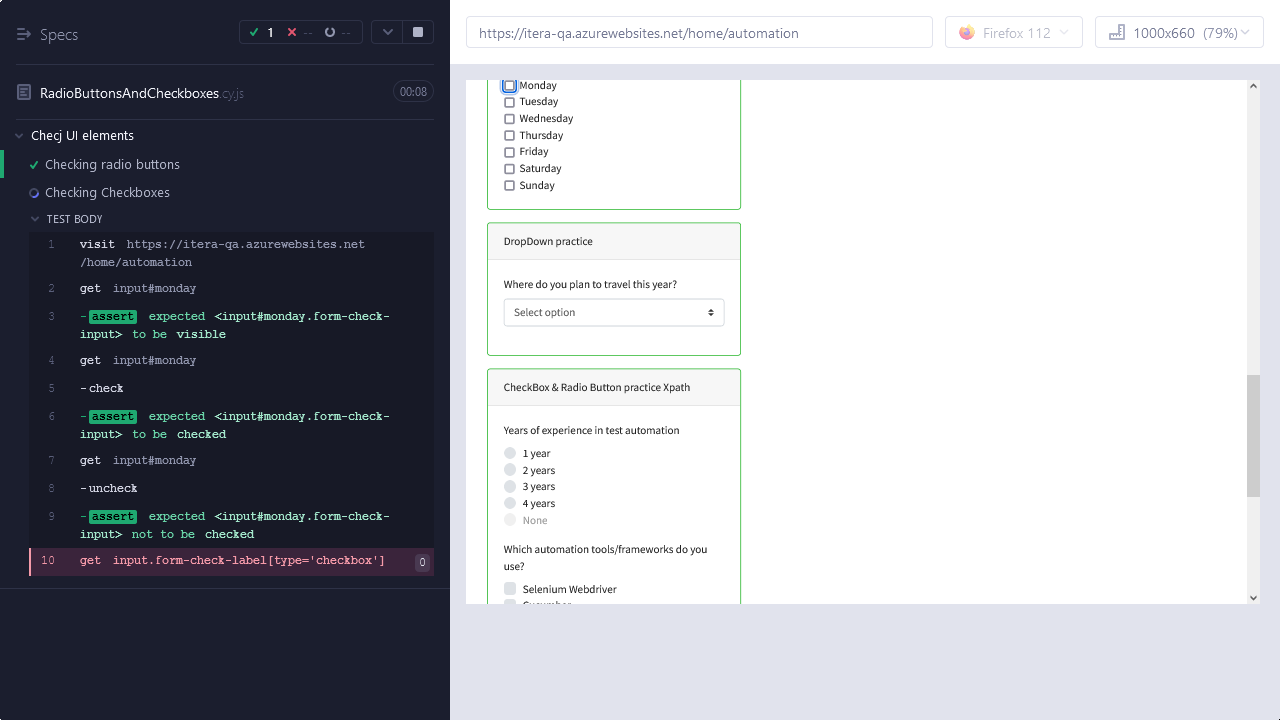 Specs
1
--
--
RadioButtonsAndCheckboxes.cy.js
00:08
Checj UI elements
Checking radio buttons
Checking Checkboxes
TEST BODY
1 visit https://itera-qa.azurewebsites.net
/home/automation
2 get input#monday
3 -assert expected <input#monday.form-check-
input> to be visible
4 get input#monday
5 -check
6 -assert expected <input#monday.form-check-
input> to be checked
7 get input#monday
8 -uncheck
9 -assert expected <input#monday.form-check-
input> not to be checked
10 get input.form-check-label[type='checkbox'] 0
https://itera-qa.azurewebsites.net/home/automation
Firefox 112
1000x660 (79%)
Monday
Tuesday
Wednesday
Thursday
Friday
Saturday
Sunday
DropDown practice
Where do you plan to travel this year?
Select option
CheckBox & Radio Button practice Xpath
Years of experience in test automation
1 year
2 years
3 years
4 years
None
Which automation tools/frameworks do you
use?
Selenium Webdriver